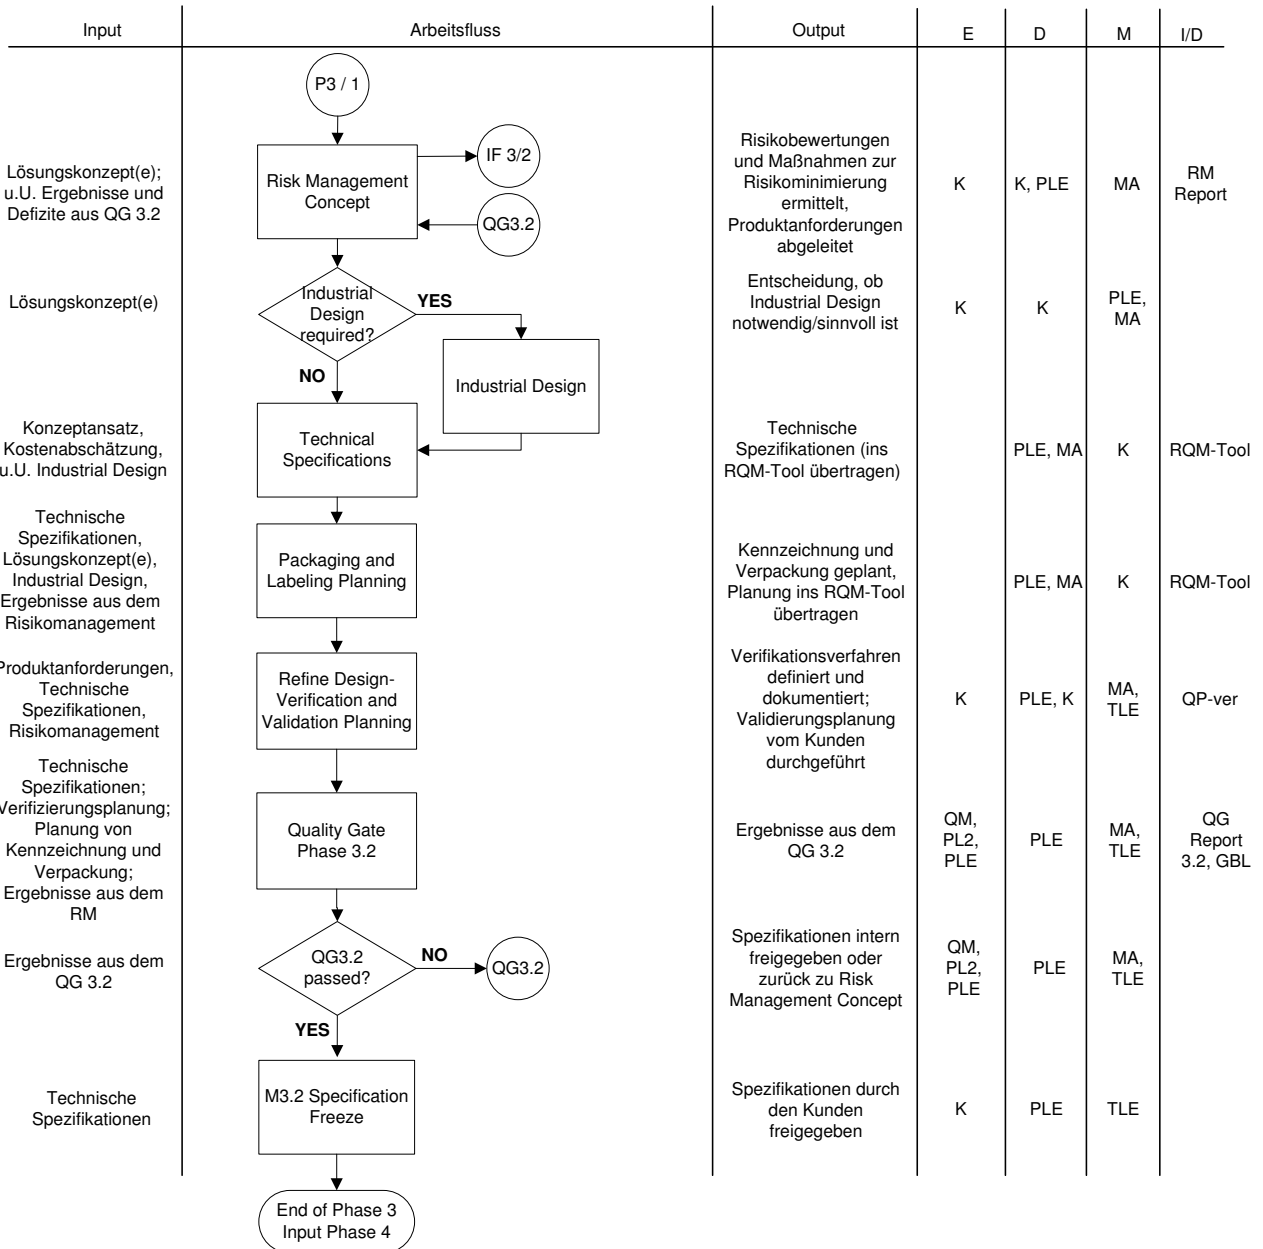 Input
Arbeitsfluss
Output
E
D
M
I/D
P3 / 1
Lösungskonzept(e);
u.U. Ergebnisse und
Defizite aus QG 3.2
Risk Management
Concept
IF 3/2
QG3.2
Risikobewertungen
und Maßnahmen zur
Risikominimierung
ermittelt,
Produktanforderungen
abgeleitet
K
K, PLE
MA
RM
Report
Lösungskonzept(e)
Industrial
Design
required?
YES
NO
Industrial Design
Entscheidung, ob
Industrial Design
notwendig/sinnvoll ist
K
K
PLE,
MA
Konzeptansatz,
Kostenabschätzung,
u.U. Industrial Design
Technical
Specifications
Technische
Spezifikationen (ins
RQM-Tool übertragen)
PLE, MA
K
RQM-Tool
Technische
Spezifikationen,
Lösungskonzept(e),
Industrial Design,
Ergebnisse aus dem
Risikomanagement
Packaging and
Labeling Planning
Kennzeichnung und
Verpackung geplant,
Planung ins RQM-Tool
übertragen
PLE, MA
K
RQM-Tool
Produktanforderungen,
Technische
Spezifikationen,
Risikomanagement
Refine Design-
Verification and
Validation Planning
Verifikationsverfahren
definiert und
dokumentiert;
Validierungsplanung
vom Kunden
durchgeführt
K
PLE, K
MA,
TLE
QP-ver
Technische
Spezifikationen;
Verifizierungsplanung;
Planung von
Kennzeichnung und
Verpackung;
Ergebnisse aus dem
RM
Quality Gate
Phase 3.2
Ergebnisse aus dem
QG 3.2
QM,
PL2,
PLE
PLE
MA,
TLE
QG
Report
3.2, GBL
Ergebnisse aus dem
QG 3.2
QG3.2
passed?
NO
QG3.2
YES
Spezifikationen intern
freigegeben oder
zurück zu Risk
Management Concept
QM,
PL2,
PLE
PLE
MA,
TLE
Technische
Spezifikationen
M3.2 Specification
Freeze
Spezifikationen durch
den Kunden
freigegeben
K
PLE
TLE
End of Phase 3
Input Phase 4